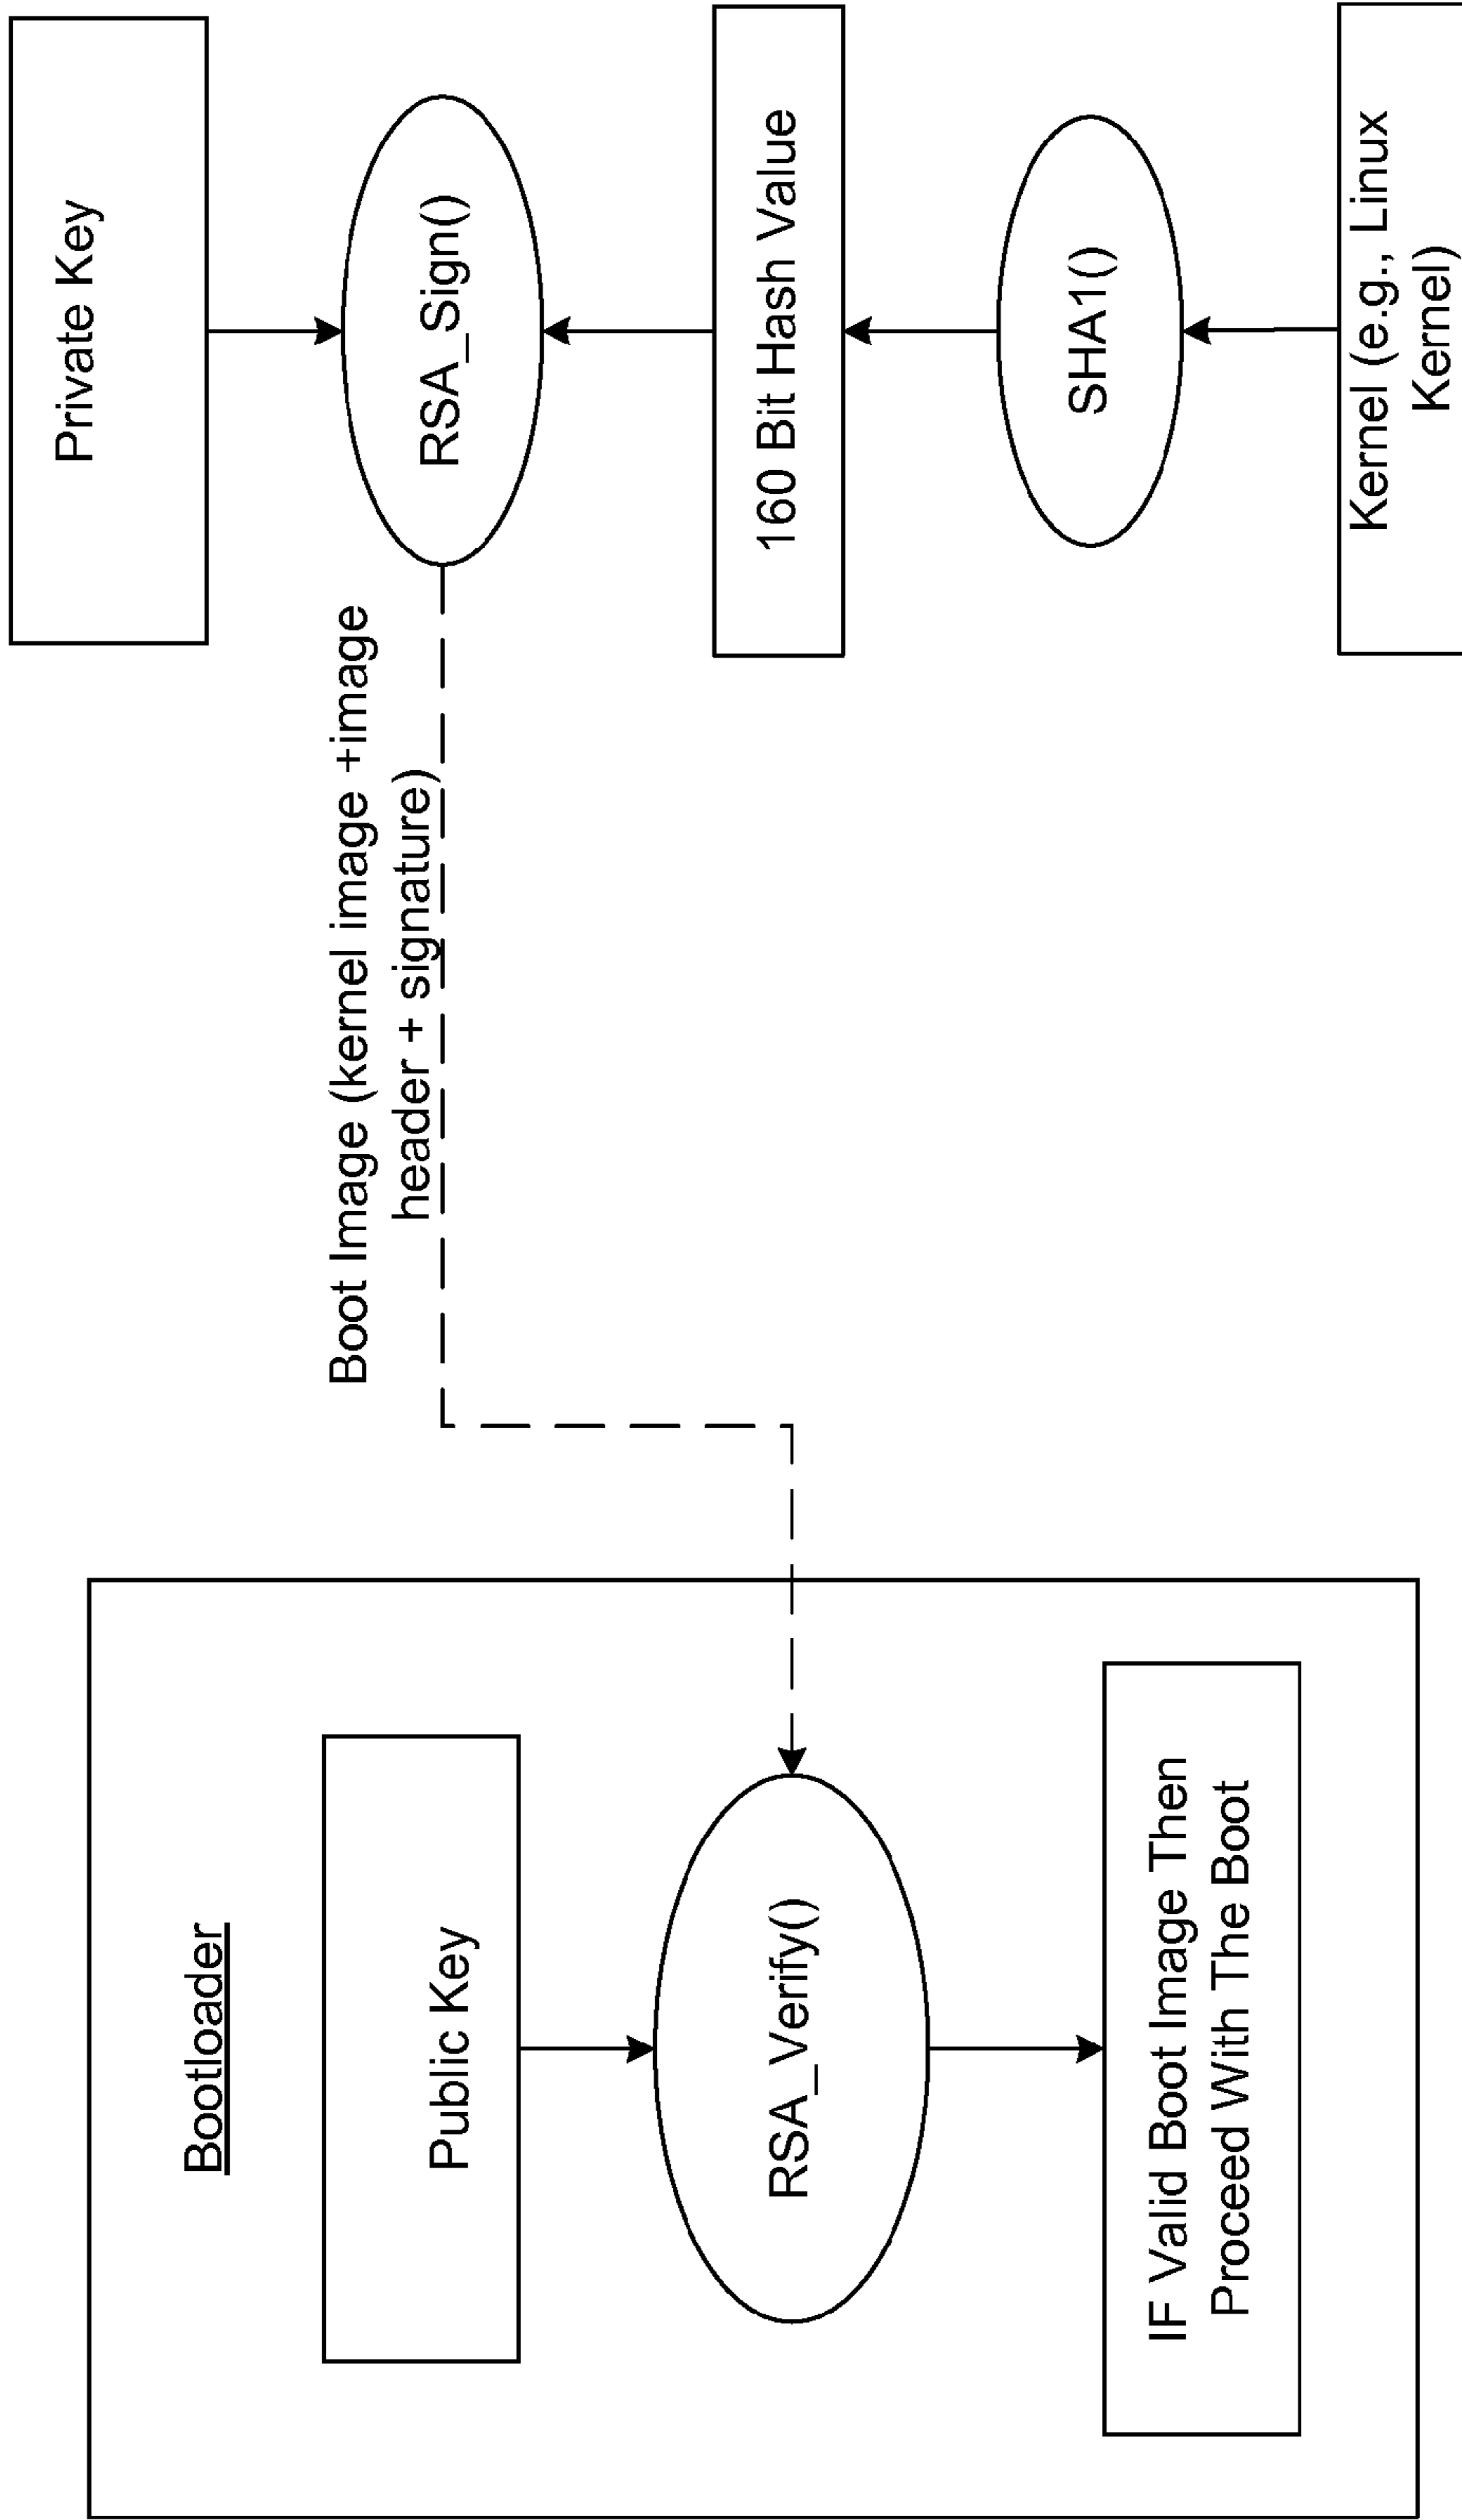 Bootloader
Public Key
RSA_Verify()
IF Valid Boot Image Then
Proceed With The Boot
Boot Image (kernel image +image
header + signature)
Private Key
RSA_Sign()
160 Bit Hash Value
SHA1()
Kernel (e.g., Linux
Kernel)